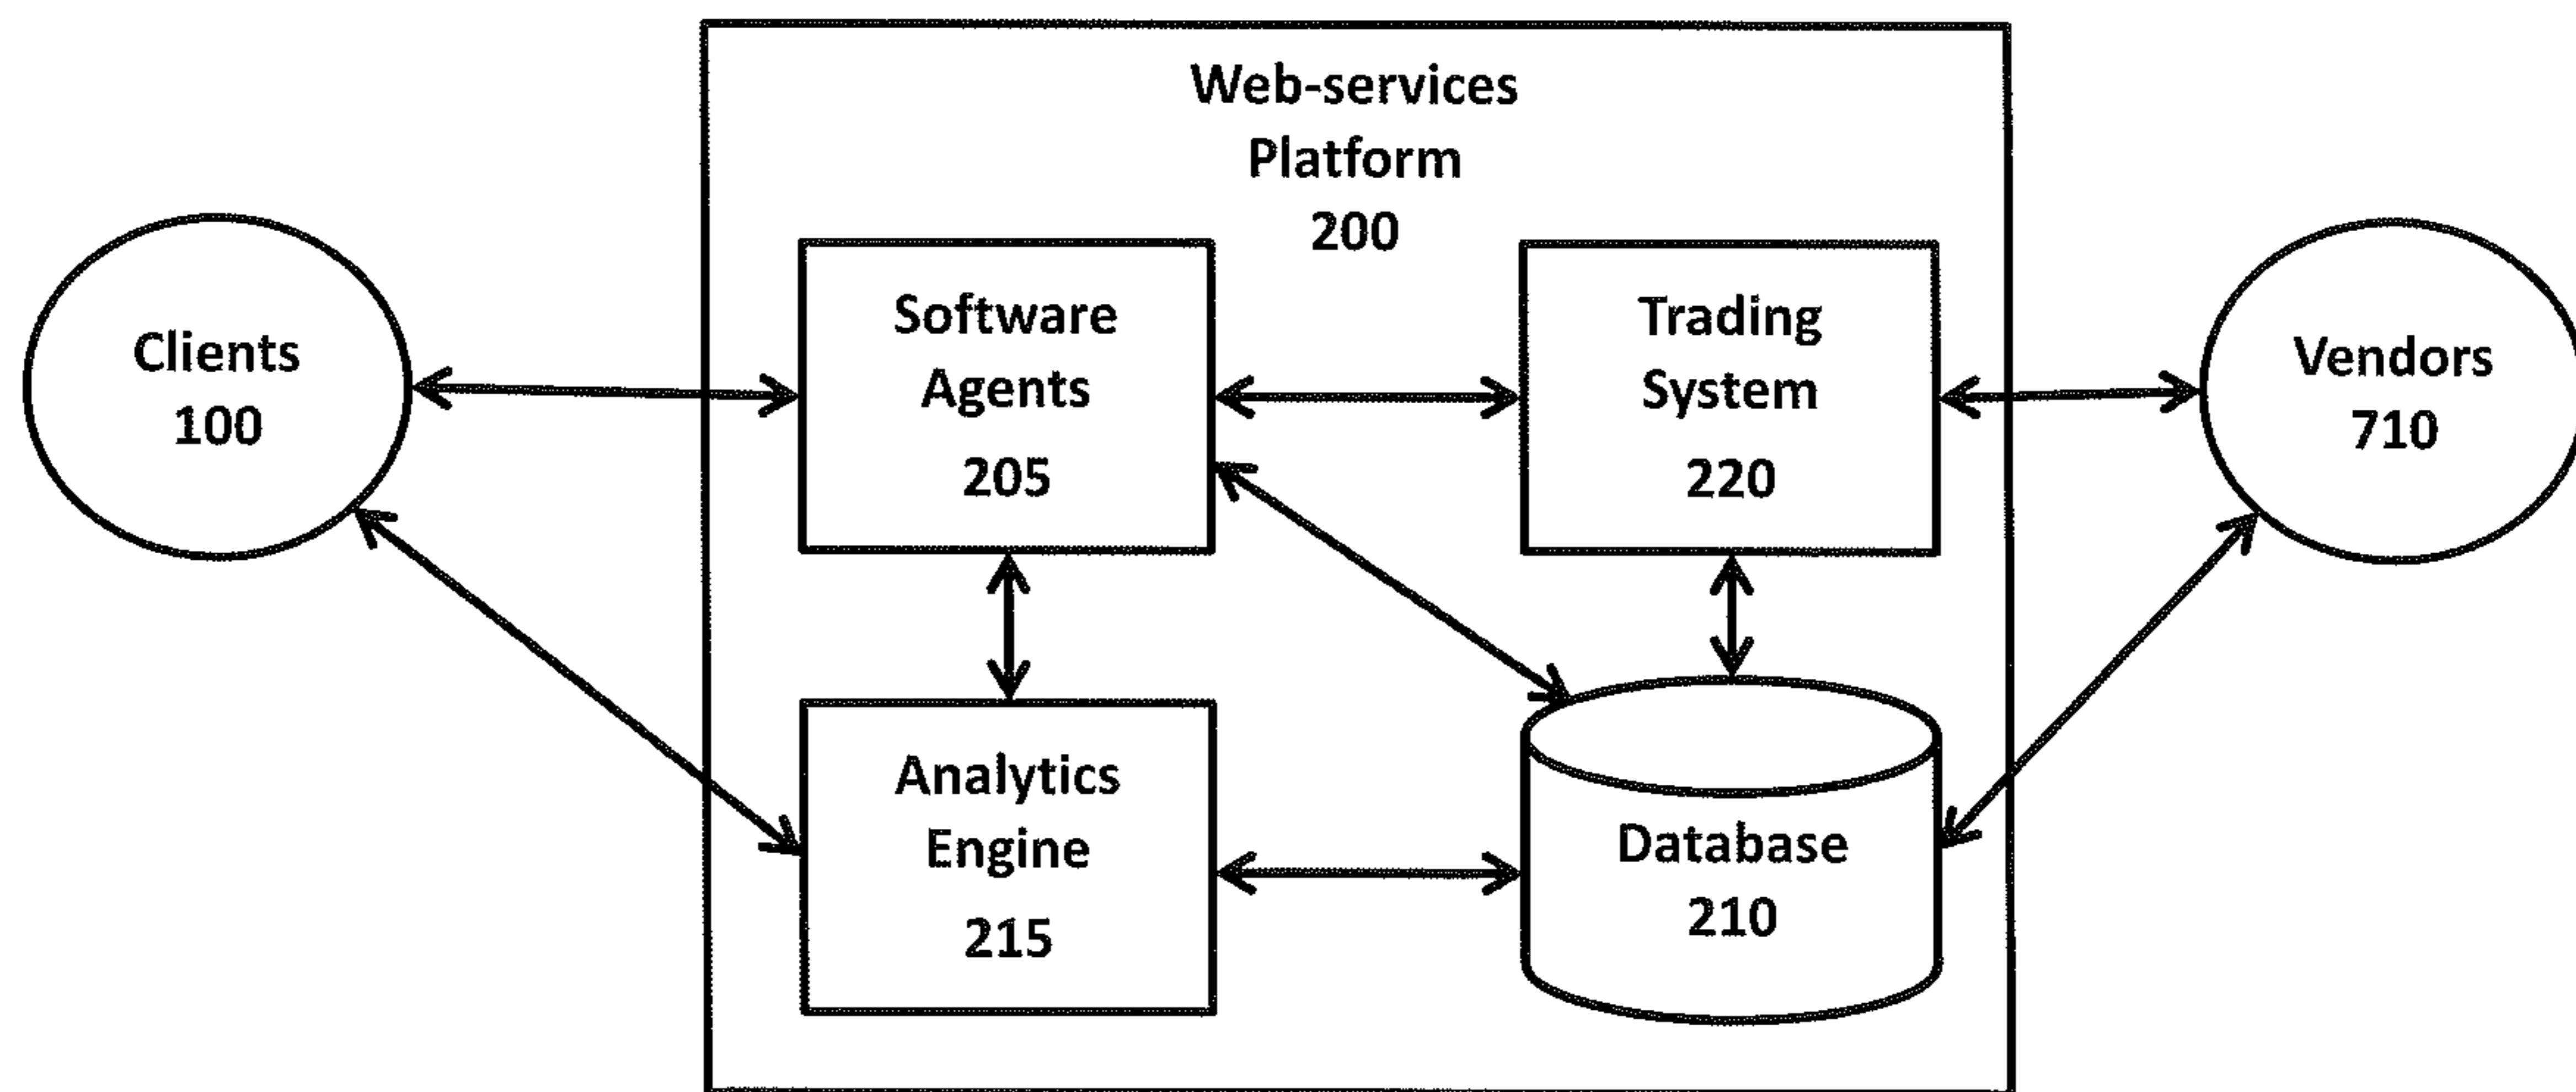 Web-services
Platform
200
Clients
100
Software
Agents
205
Trading
System
220
Vendors
710
Analytics
Engine
215
Database
210